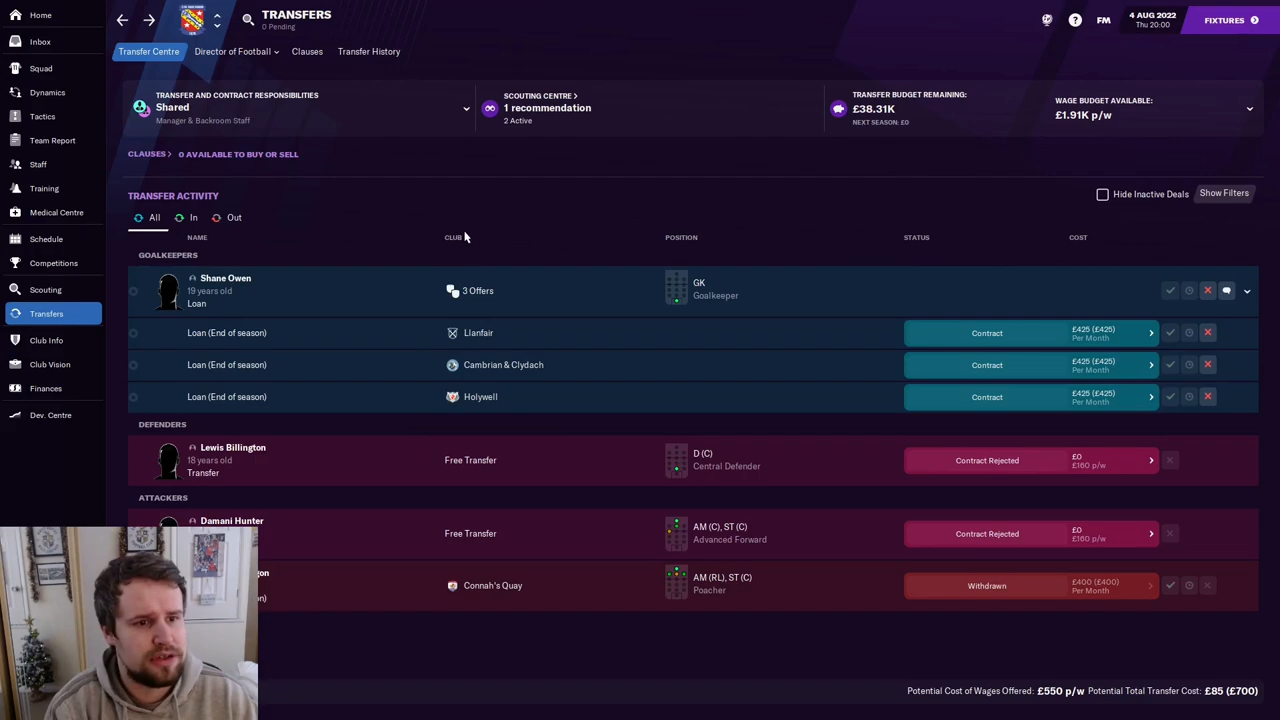 Home
Inbox
Squad
Dynamics
Tactics
Team Report
Staff
Training
Medical Centre
Schedule
Competitions
Scouting
Transfers
Club Info
Club Vision
Finances
Dev. Centre
TRANSFERS
0 Pending
?
FM
4 AUG 2022
Thu 20:00
FIXTURES
Transfer Centre
Director of Football
Clauses
Transfer History
TRANSFER AND CONTRACT RESPONSIBILITIES
Shared
Manager & Backroom Staff
SCOUTING CENTRE >
1 recommendation
2 Active
TRANSFER BUDGET REMAINING:
£38.31K
NEXT SEASON: £0
WAGE BUDGET AVAILABLE:
£1.91K p/w
CLAUSES > 0 AVAILABLE TO BUY OR SELL
TRANSFER ACTIVITY
Hide Inactive Deals
Show Filters
All In Out
NAME CLUB POSITION STATUS COST
GOALKEEPERS
Shane Owen
19 years old
Loan
3 Offers
GK
Goalkeeper
Loan (End of season) Llanfair Contract £425 (£425)
Per Month
Loan (End of season) Cambrian & Clydach Contract £425 (£425)
Per Month
Loan (End of season) Holywell Contract £425 (£425)
Per Month
DEFENDERS
Lewis Billington
18 years old
Transfer
Free Transfer
D (C)
Central Defender
Contract Rejected
£0
£160 p/w
ATTACKERS
Damani Hunter
Free Transfer
AM (C), ST (C)
Advanced Forward
Contract Rejected
£0
£160 p/w
Connah's Quay
AM (RL), ST (C)
Poacher
Withdrawn
£400 (£400)
Per Month
Potential Cost of Wages Offered: £550 p/w Potential Total Transfer Cost: £85 (£700)